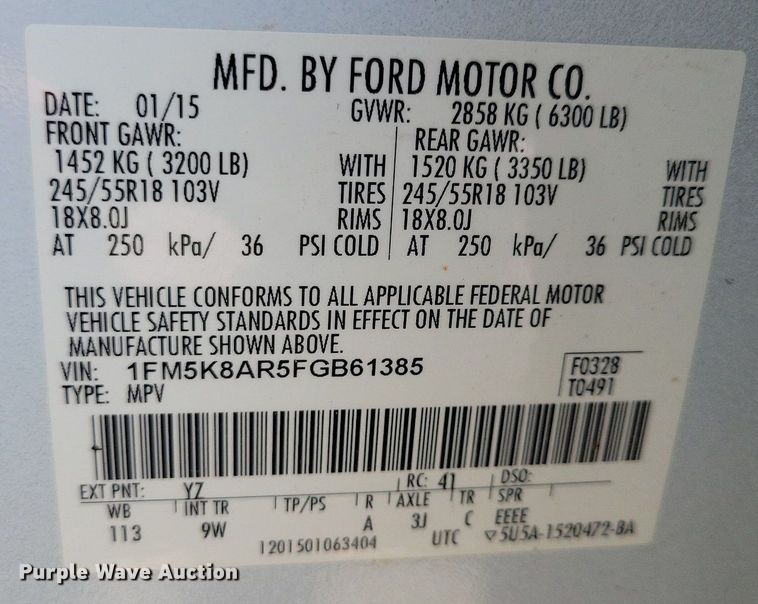 MFD. BY FORD MOTOR CO.
DATE: 01/15 GVWR: 2858 KG ( 6300 LB)
FRONT GAWR: REAR GAWR:
1452 KG ( 3200 LB) WITH 1520 KG ( 3350 LB) WITH
245/55R18 103V TIRES 245/55R18 103V TIRES
18X8.0J RIMS 18X8.0J RIMS
AT 250 kPa/ 36 PSI COLD AT 250 kPa/ 36 PSI COLD
THIS VEHICLE CONFORMS TO ALL APPLICABLE FEDERAL MOTOR
VEHICLE SAFETY STANDARDS IN EFFECT ON THE DATE OF
MANUFACTURE SHOWN ABOVE.
VIN: 1FM5K8AR5FGB61385 F0328
TYPE: MPV T0491
EXT PNT: YZ RC: 41 DSO:
WB INT TR TP/PS R AXLE TR SPR
113 9W A 3J C EEEE
1201501063404 UTC ▽5U5A-1520472-BA
Purple Wave Auction